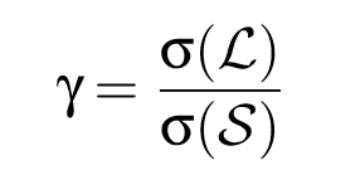 γ = σ(ℒ) / σ(𝒮)